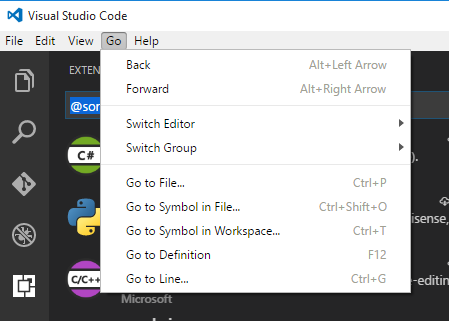 Visual Studio Code
File Edit View Go Help
EXTEN
Back Alt+Left Arrow
Forward Alt+Right Arrow
@sor
Switch Editor
Switch Group
C#
).
Go to File... Ctrl+P
Go to Symbol in File... Ctrl+Shift+O
isense,
Go to Symbol in Workspace... Ctrl+T
Go to Definition F12
C/C++
Go to Line... Ctrl+G
e-editin
Microsoft